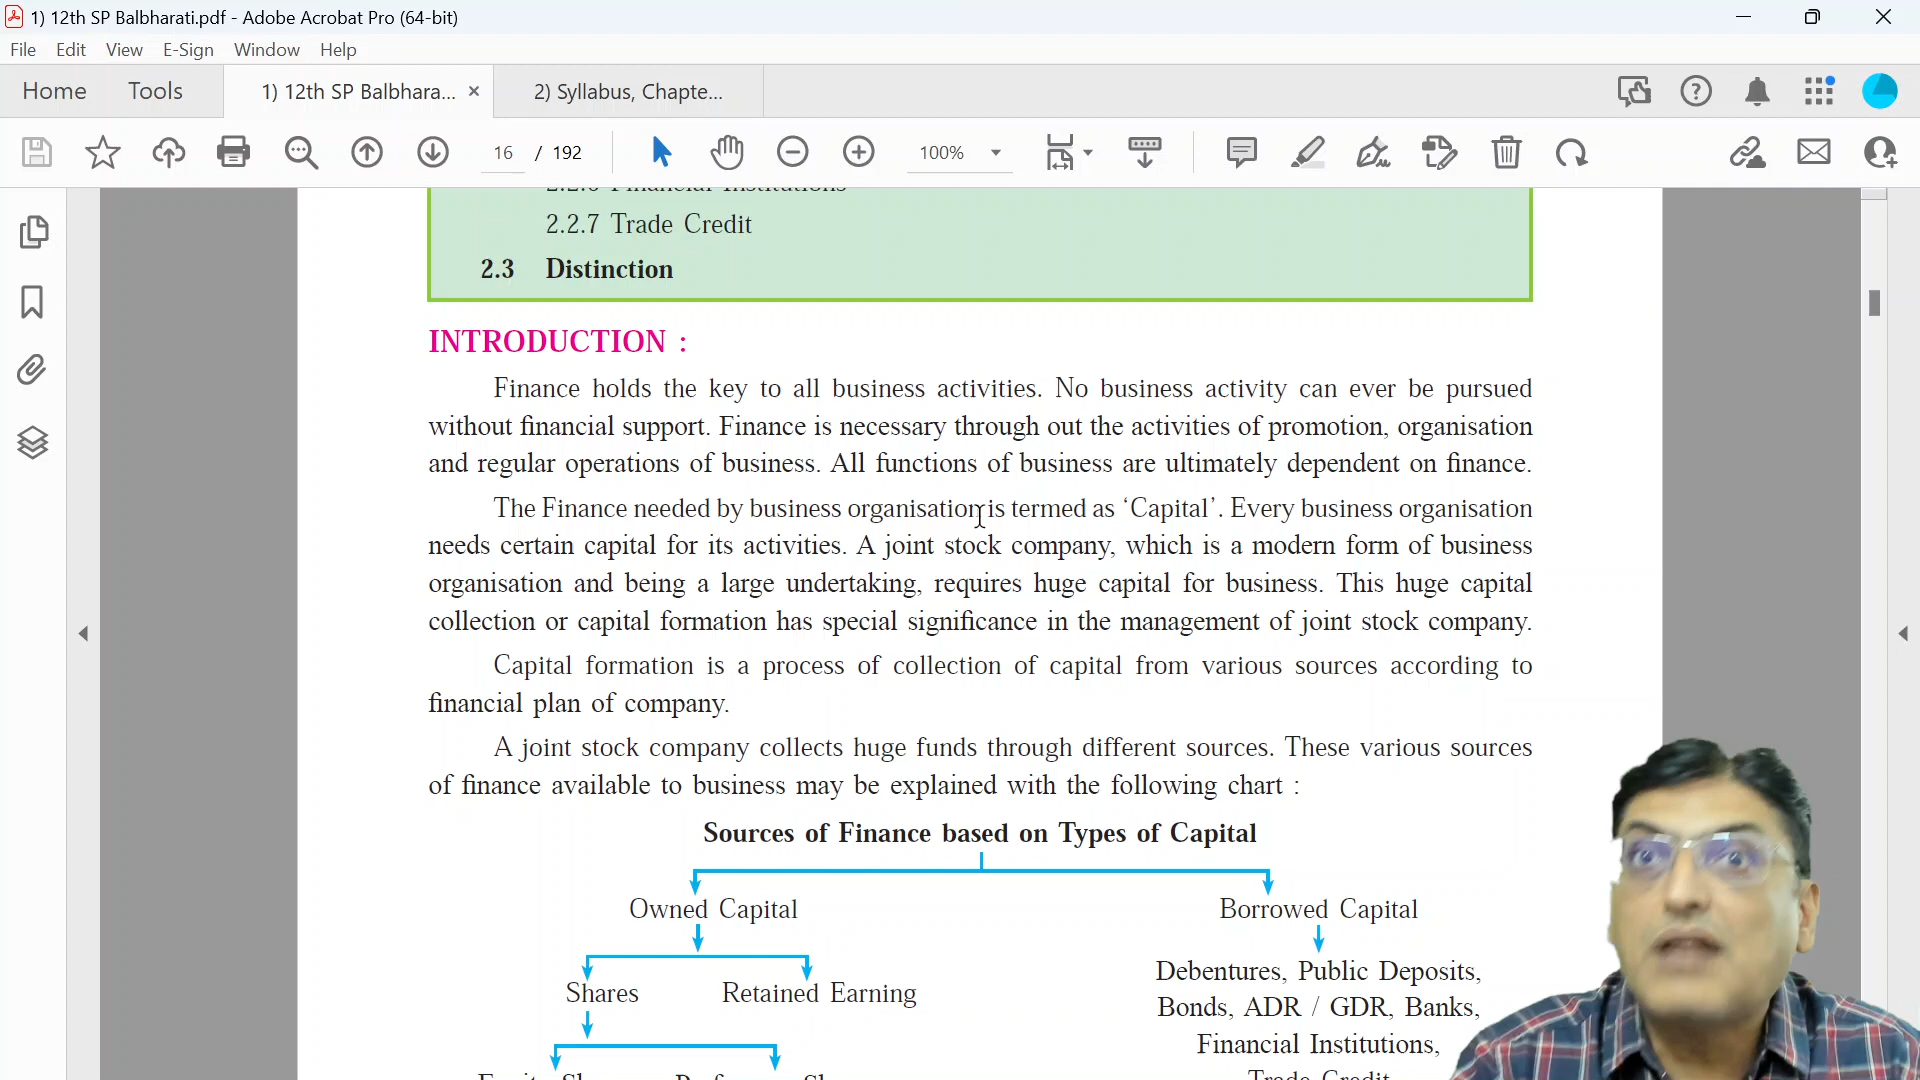 1) 12th SP Balbharati.pdf - Adobe Acrobat Pro (64-bit)
File Edit View E-Sign Window Help
Home Tools 1) 12th SP Balbhara... × 2) Syllabus, Chapte...
16 / 192 100%
2.2.6 Financial Institutions
2.2.7 Trade Credit
2.3 Distinction
INTRODUCTION :
Finance holds the key to all business activities. No business activity can ever be pursued
without financial support. Finance is necessary through out the activities of promotion, organisation
and regular operations of business. All functions of business are ultimately dependent on finance.
The Finance needed by business organisation is termed as ‘Capital’. Every business organisation
needs certain capital for its activities. A joint stock company, which is a modern form of business
organisation and being a large undertaking, requires huge capital for business. This huge capital
collection or capital formation has special significance in the management of joint stock company.
Capital formation is a process of collection of capital from various sources according to
financial plan of company.
A joint stock company collects huge funds through different sources. These various sources
of finance available to business may be explained with the following chart :
Sources of Finance based on Types of Capital
Owned Capital Borrowed Capital
Shares Retained Earning
Debentures, Public Deposits,
Bonds, ADR / GDR, Banks,
Financial Institutions,
Trade Credit